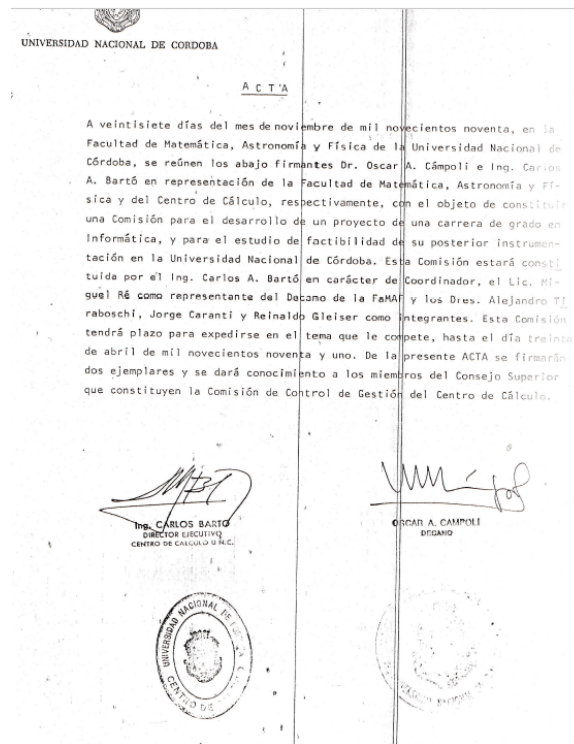 UNIVERSIDAD NACIONAL DE CORDOBA
A C T A
A veintisiete días del mes de noviembre de mil novecientos noventa, en la
Facultad de Matemática, Astronomía y Física de la Universidad Nacional de
Córdoba, se reúnen los abajo firmantes Dr. Oscar A. Cámpoli e Ing. Carlos
A. Bartó en representación de la Facultad de Matemática, Astronomía y Fí-
sica y del Centro de Cálculo, respectivamente, con el objeto de constituir
una Comisión para el desarrollo de un proyecto de una carrera de grado en
Informática, y para el estudio de factibilidad de su posterior instrumen-
tación en la Universidad Nacional de Córdoba. Esta Comisión estará consti
tuida por el Ing. Carlos A. Bartó en carácter de Coordinador, el Lic. Mi-
guel Ré como representante del Decano de la FaMAF y los Dres. Alejandro Ti
raboschi, Jorge Caranti y Reinaldo Gleiser como integrantes. Esta Comisión
tendrá plazo para expedirse en el tema que le compete, hasta el día treinta
de abril de mil novecientos noventa y uno. De la presente ACTA se firmarán
dos ejemplares y se dará conocimiento a los miembros del Consejo Superior
que constituyen la Comisión de Control de Gestión del Centro de Cálculo.
Ing. CARLOS BARTO
DIRECTOR EJECUTIVO
CENTRO DE CALCULO U.N.C.
OSCAR A. CAMPOLI
DECANO
UNIVERSIDAD NACIONAL DE
CENTRO DE